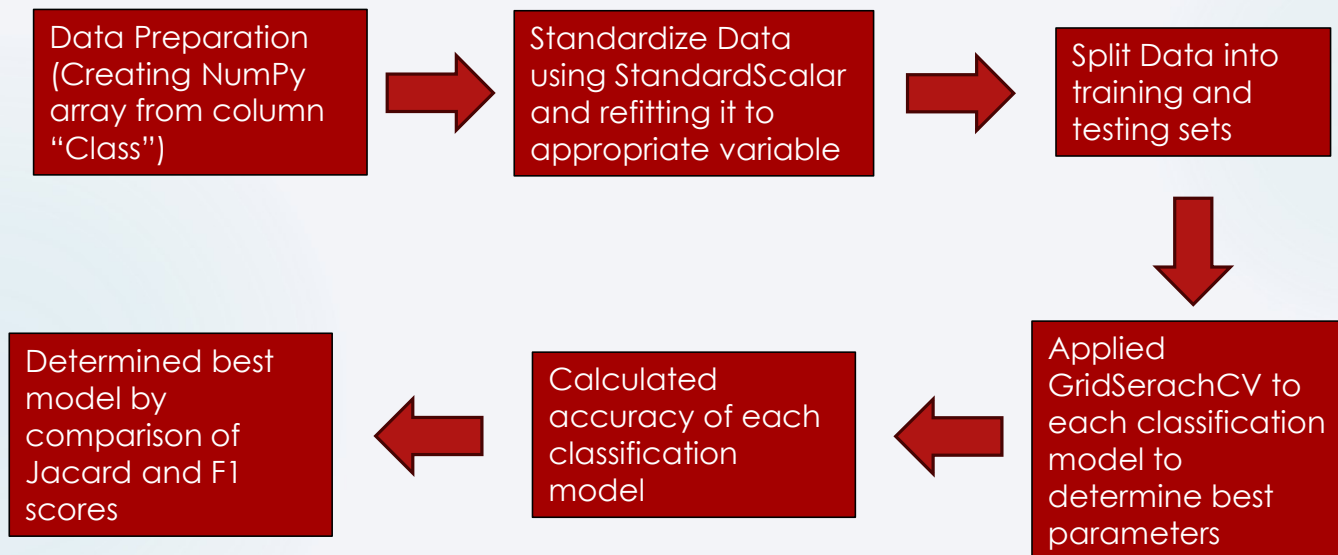 Data Preparation
(Creating NumPy
array from column
“Class”)
Standardize Data
using StandardScalar
and refitting it to
appropriate variable
Split Data into
training and
testing sets
Applied
GridSerachCV to
each classification
model to
determine best
parameters
Calculated
accuracy of each
classification
model
Determined best
model by
comparison of
Jacard and F1
scores